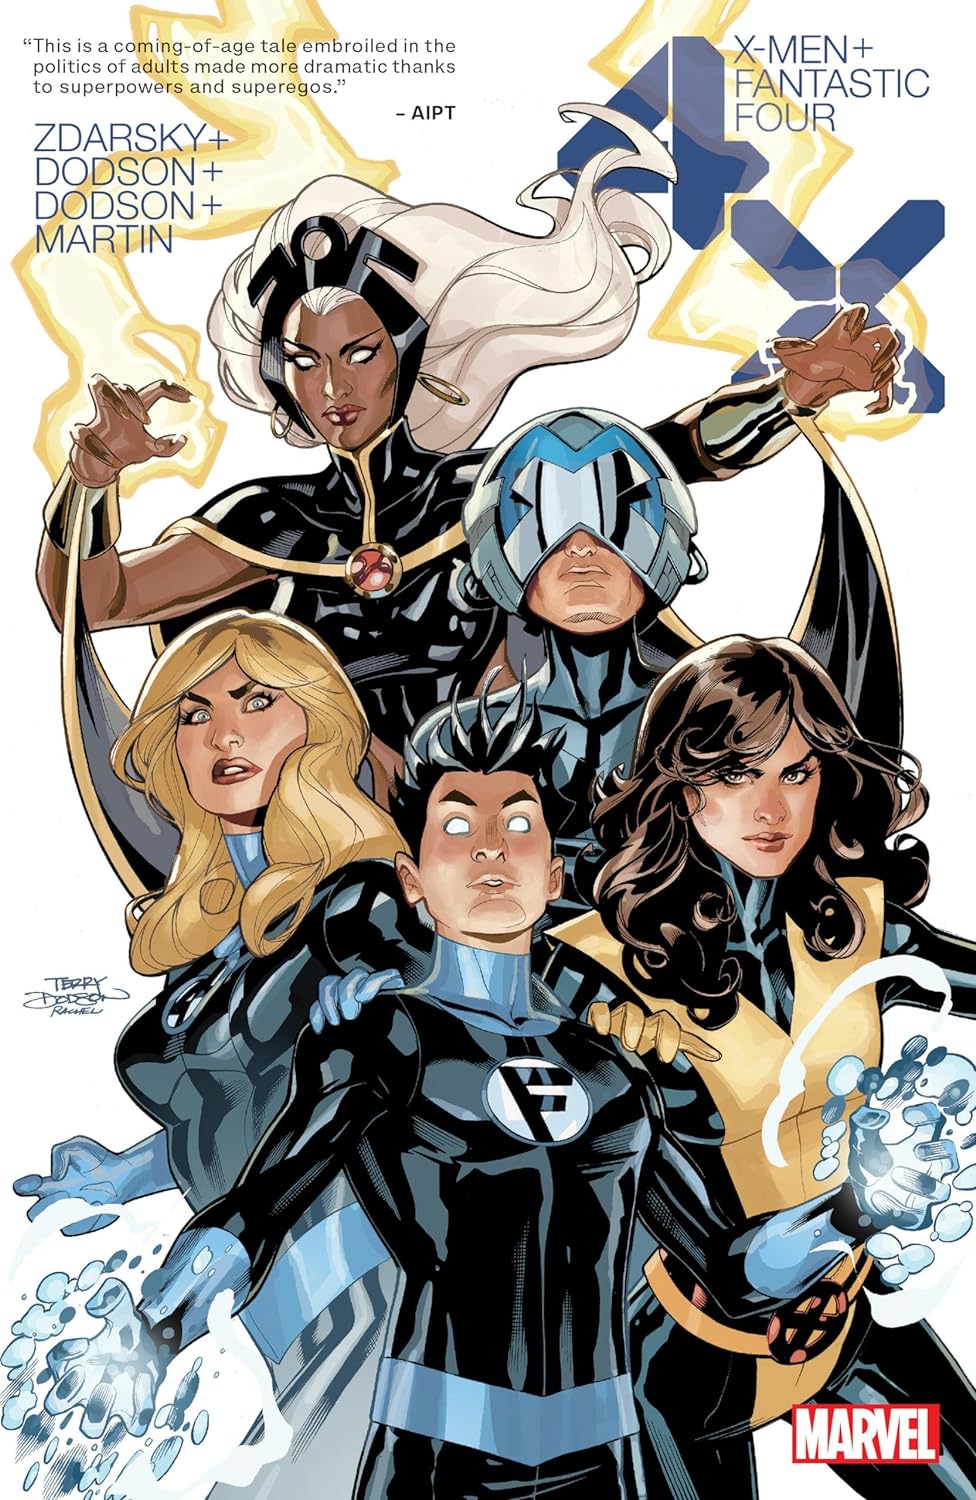 “This is a coming-of-age tale embroiled in the
politics of adults made more dramatic thanks
to superpowers and superegos.”
– AIPT
ZDARSKY+
DODSON+
DODSON+
MARTIN
4
X
X-MEN+
FANTASTIC
FOUR
TERRY
DODSON
RACHEL
MARVEL